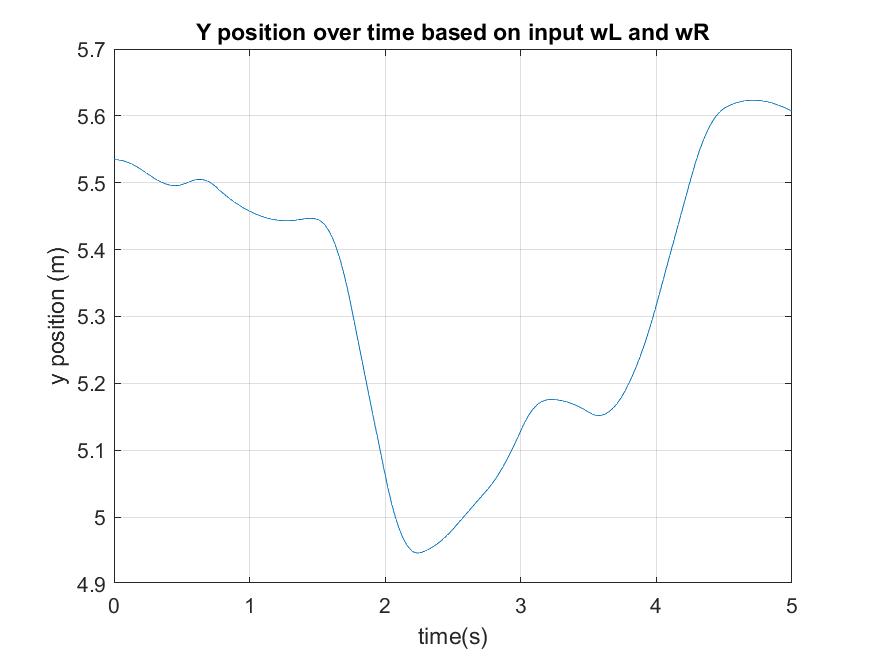 Y position over time based on input wL and wR
5.7
5.6
5.5
5.4
5.3
5.2
5.1
5
4.9
y position (m)
0 1 2 3 4 5
time(s)